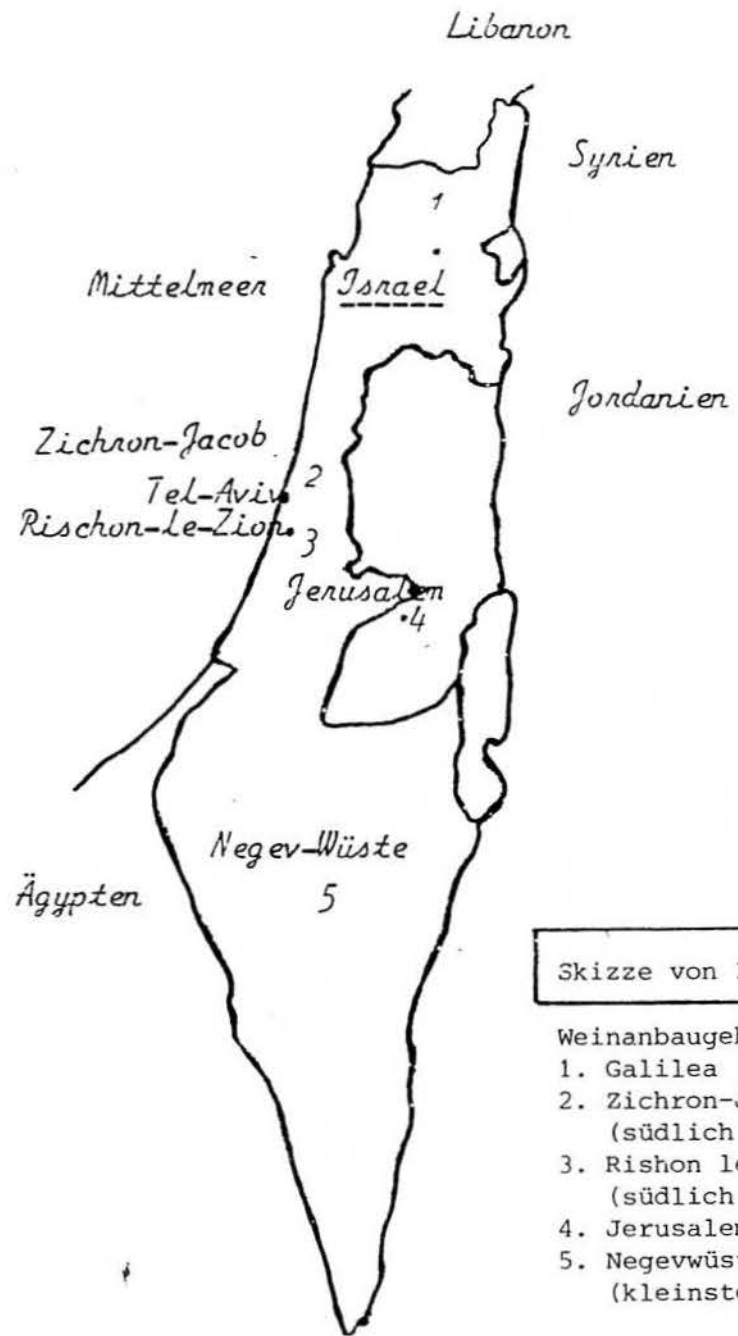 Libanon
Syrien
1
Mittelmeer
Israel
Jordanien
Zichron-Jacob
2
Tel-Aviv
Rischon-le-Zion
3
Jerusalem
4
Negev-Wüste
Ägypten
5
Skizze von
Weinanbaugeb
1. Galilea
2. Zichron-J
(südlich
3. Rishon le
(südlich
4. Jerusalem
5. Negevwüst
(kleinste